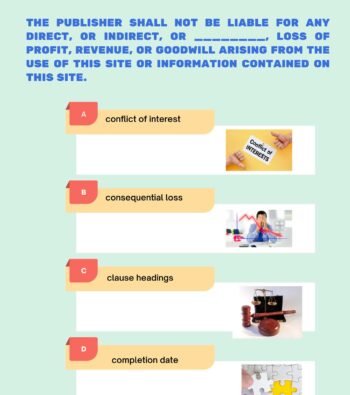 THE PUBLISHER SHALL NOT BE LIABLE FOR ANY
DIRECT, OR INDIRECT, OR ________, LOSS OF
PROFIT, REVENUE, OR GOODWILL ARISING FROM THE
USE OF THIS SITE OR INFORMATION CONTAINED ON
THIS SITE.
A
conflict of interest
Conflict of
INTERESTS
B
consequential loss
C
clause headings
D
completion date